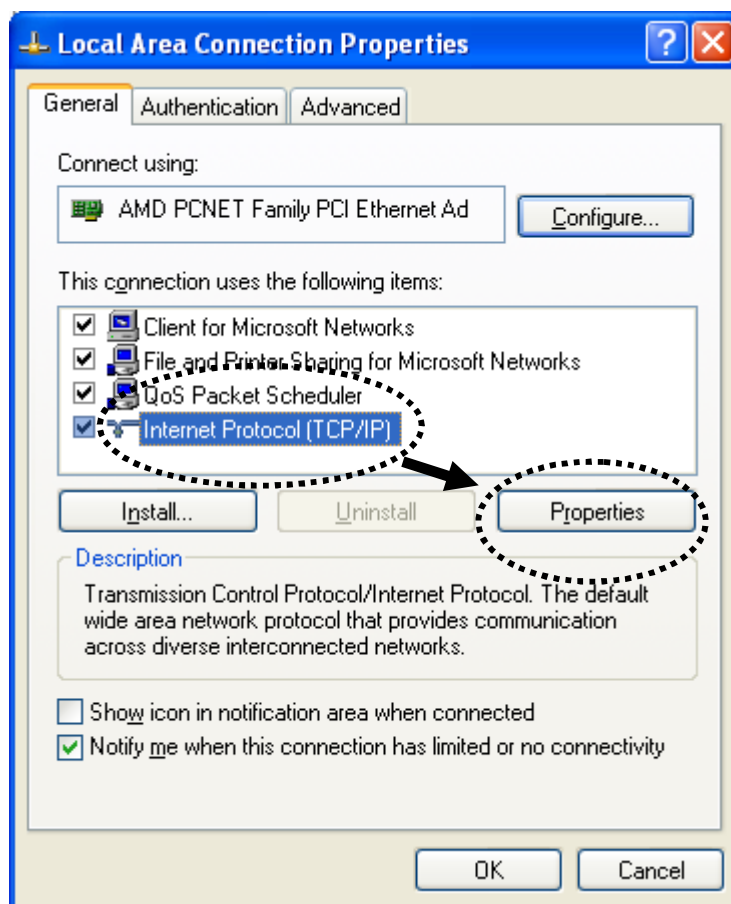 Local Area Connection Properties
General Authentication Advanced
Connect using:
AMD PCNET Family PCI Ethernet Ad
Configure...
This connection uses the following items:
Client for Microsoft Networks
File and Printer Sharing for Microsoft Networks
QoS Packet Scheduler
Internet Protocol (TCP/IP)
Install... Uninstall Properties
Description
Transmission Control Protocol/Internet Protocol. The default
wide area network protocol that provides communication
across diverse interconnected networks.
Show icon in notification area when connected
Notify me when this connection has limited or no connectivity
OK Cancel